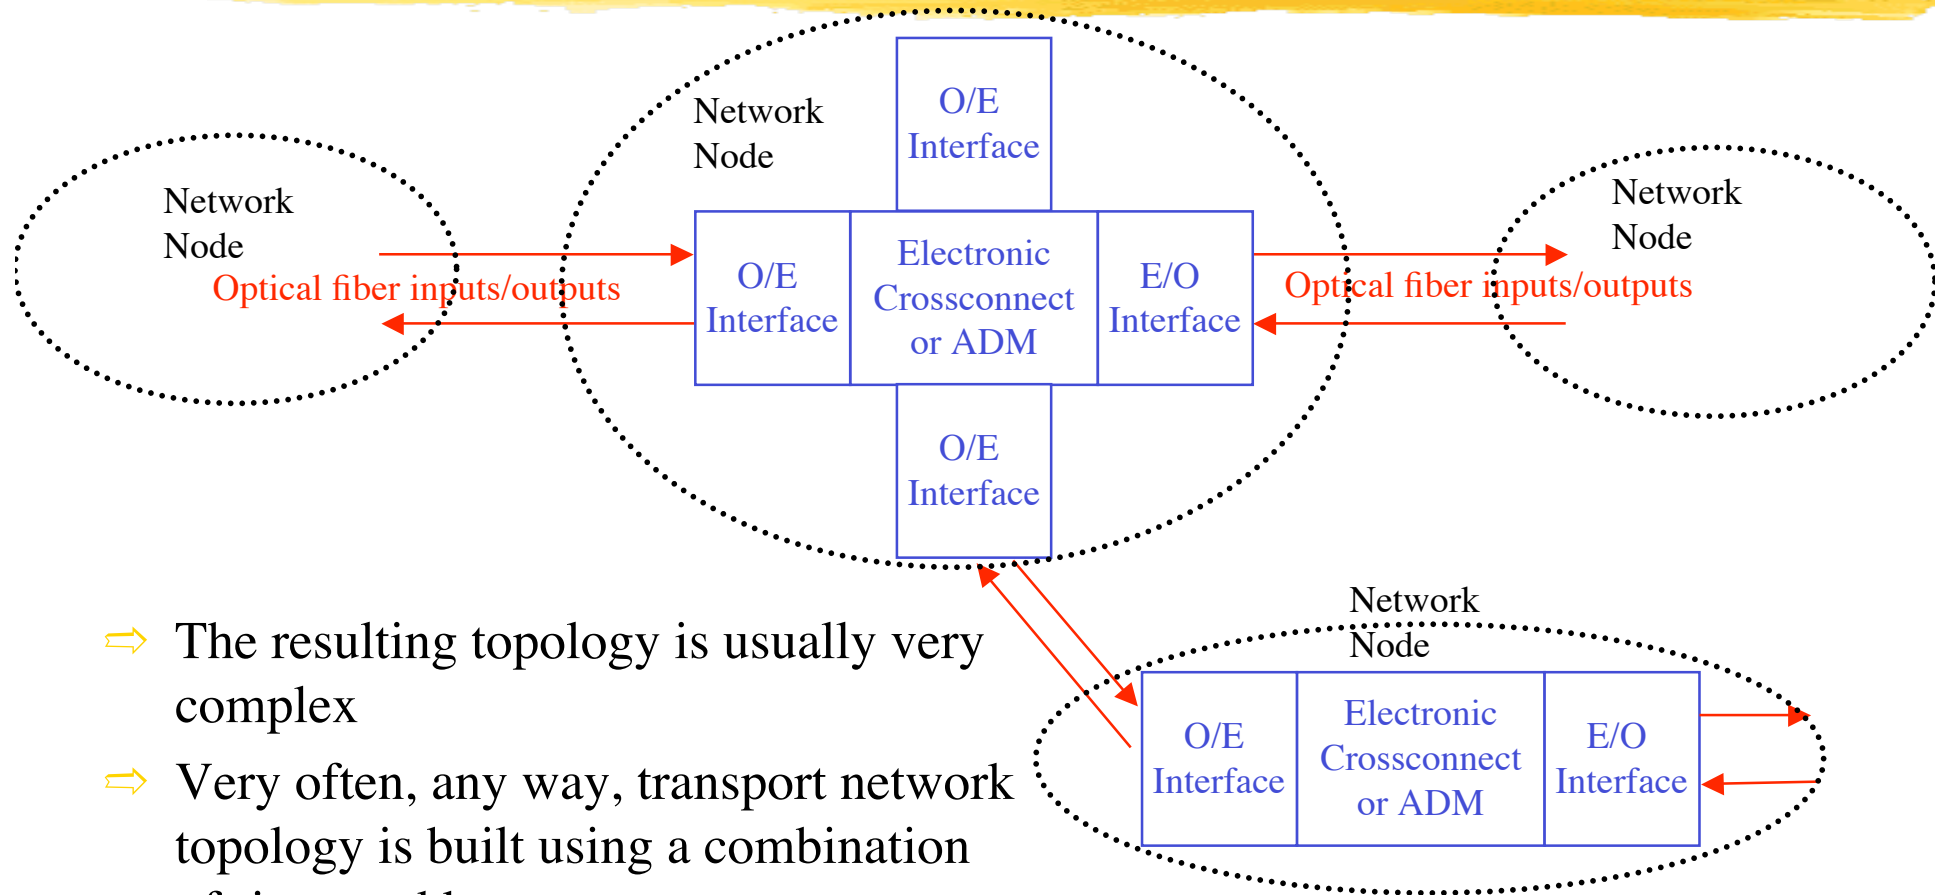 Network
Node
O/E
Interface
Network
Node
Network
Node
O/E
Interface
Electronic
Crossconnect
or ADM
E/O
Interface
Optical fiber inputs/outputs
Optical fiber inputs/outputs
O/E
Interface
Network
Node
O/E
Interface
Electronic
Crossconnect
or ADM
E/O
Interface
The resulting topology is usually very
complex
Very often, any way, transport network
topology is built using a combination